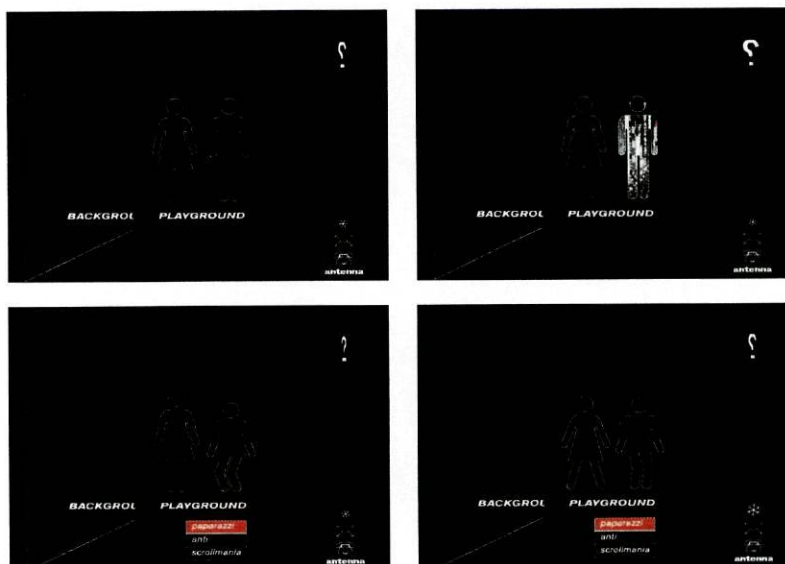 ?
BACKGROU PLAYGROUND
antenna
?
BACKGROU PLAYGROUND
antenna
?
BACKGROU PLAYGROUND
paparazzi
anti
scrollmania
antenna
?
BACKGROU PLAYGROUND
paparazzi
anti
scrollmania
antenna